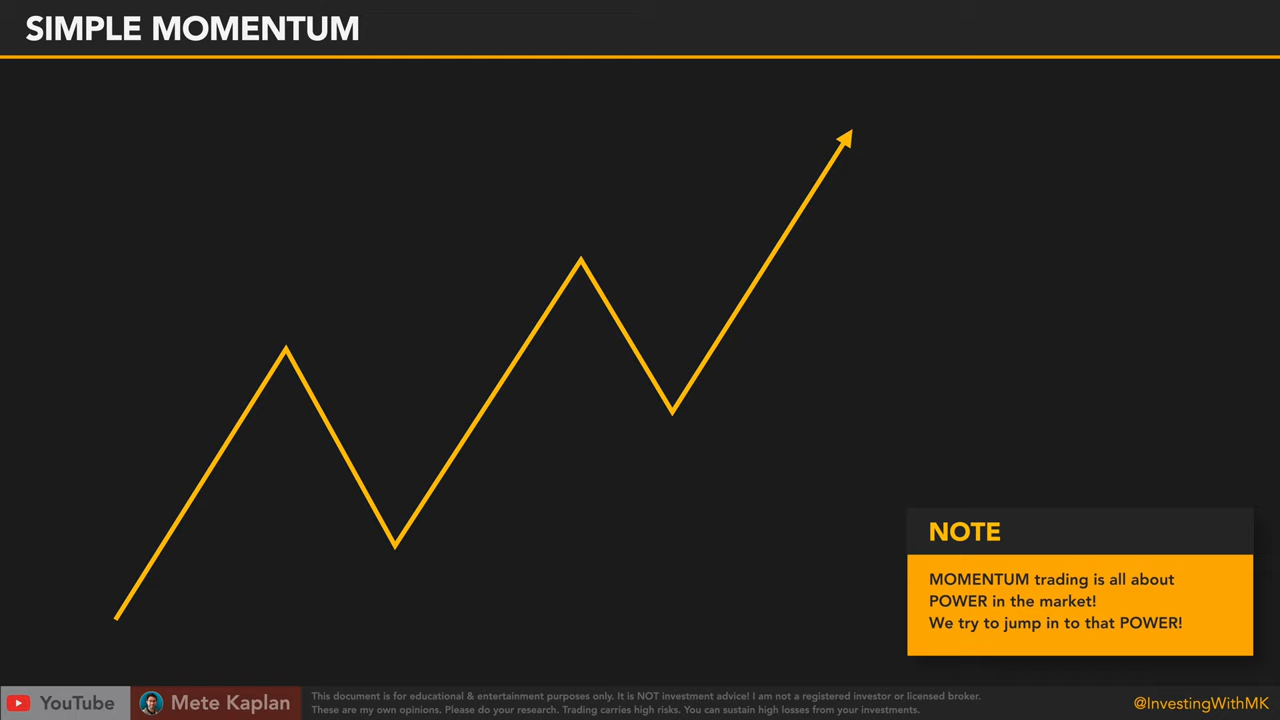 SIMPLE MOMENTUM
NOTE
MOMENTUM trading is all about
POWER in the market!
We try to jump in to that POWER!
YouTube
Mete Kaplan
This document is for educational & entertainment purposes only. It is NOT investment advice! I am not a registered investor or licensed broker.
These are my own opinions. Please do your research. Trading carries high risks. You can sustain high losses from your investments.
@InvestingWithMK